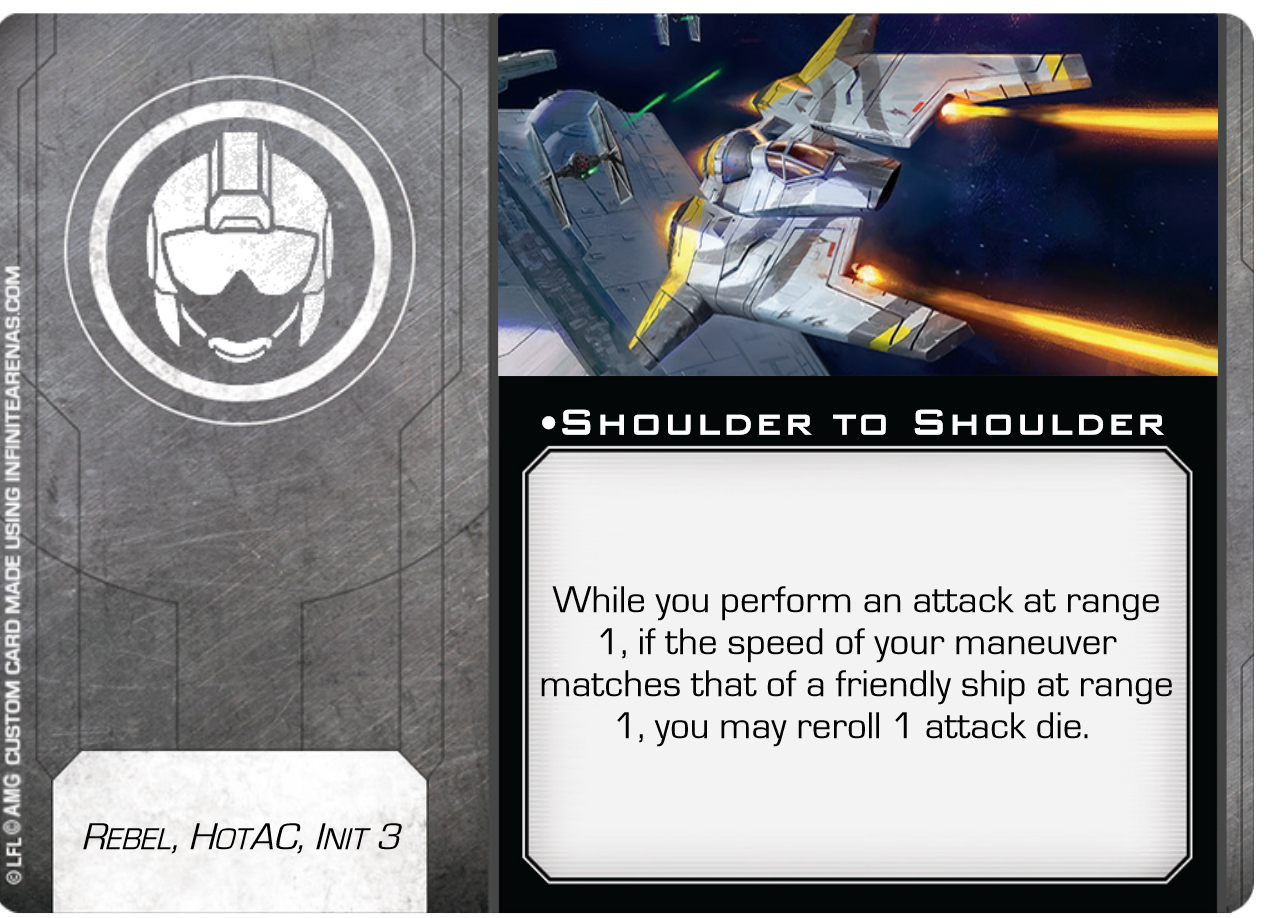 •Shoulder to Shoulder
While you perform an attack at range
1, if the speed of your maneuver
matches that of a friendly ship at range
1, you may reroll 1 attack die.
Rebel, HotAC, Init 3
©LFL ©AMG CUSTOM CARD MADE USING INFINITEARENAS.COM